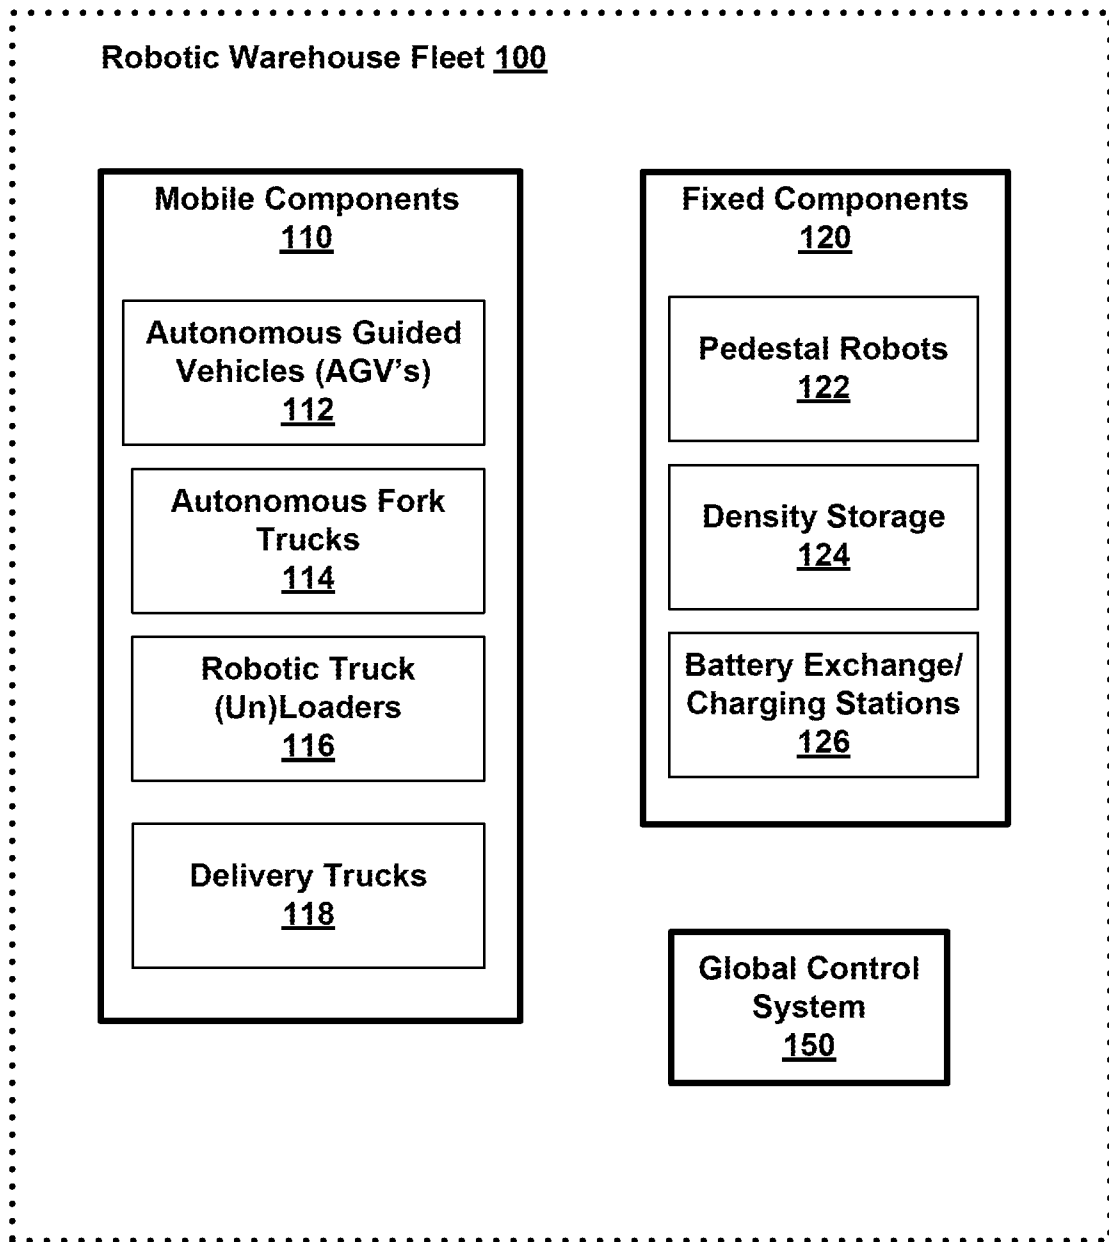 Robotic Warehouse Fleet 100
Mobile Components
110
Autonomous Guided
Vehicles (AGV's)
112
Autonomous Fork
Trucks
114
Robotic Truck
(Un)Loaders
116
Delivery Trucks
118
Fixed Components
120
Pedestal Robots
122
Density Storage
124
Battery Exchange/
Charging Stations
126
Global Control
System
150